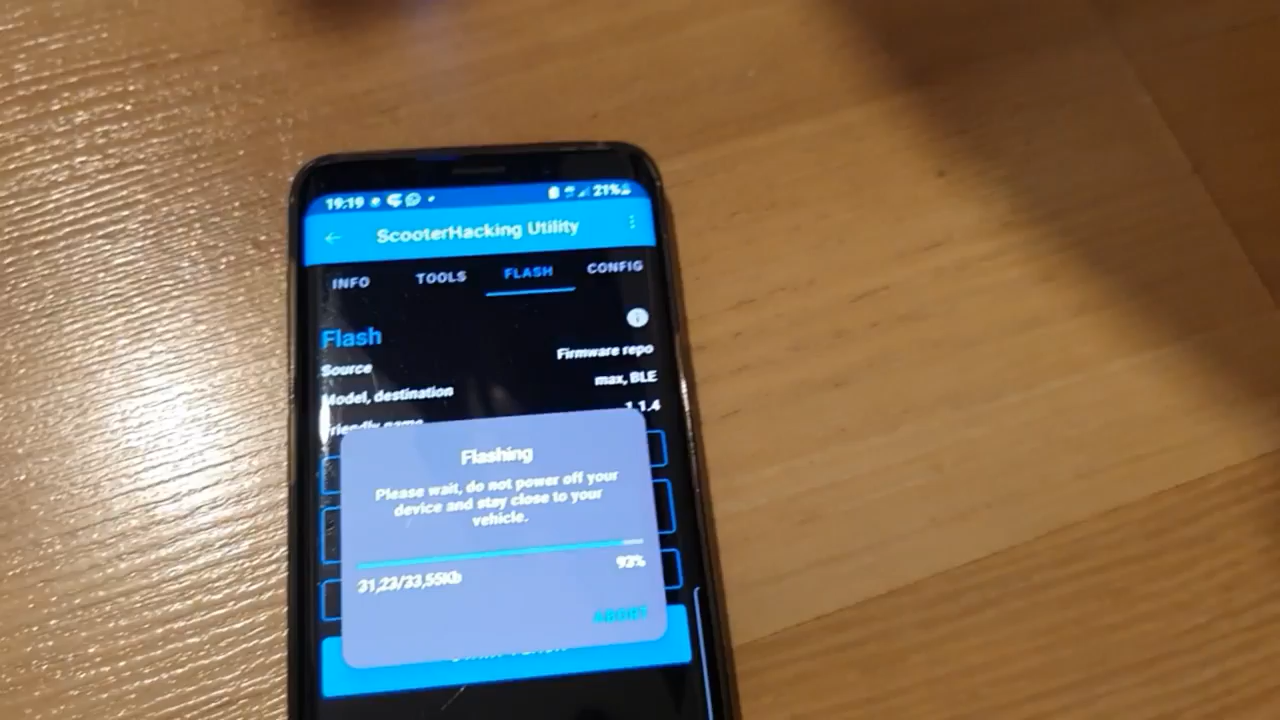 19:19 21%
ScooterHacking Utility
INFO TOOLS FLASH CONFIG
Flash
Source Firmware repo
Model, destination max, BLE
Friendly name 1.1.4
Flashing
Please wait, do not power off your
device and stay close to your
vehicle.
93%
31,23/33,55Kb
ABORT